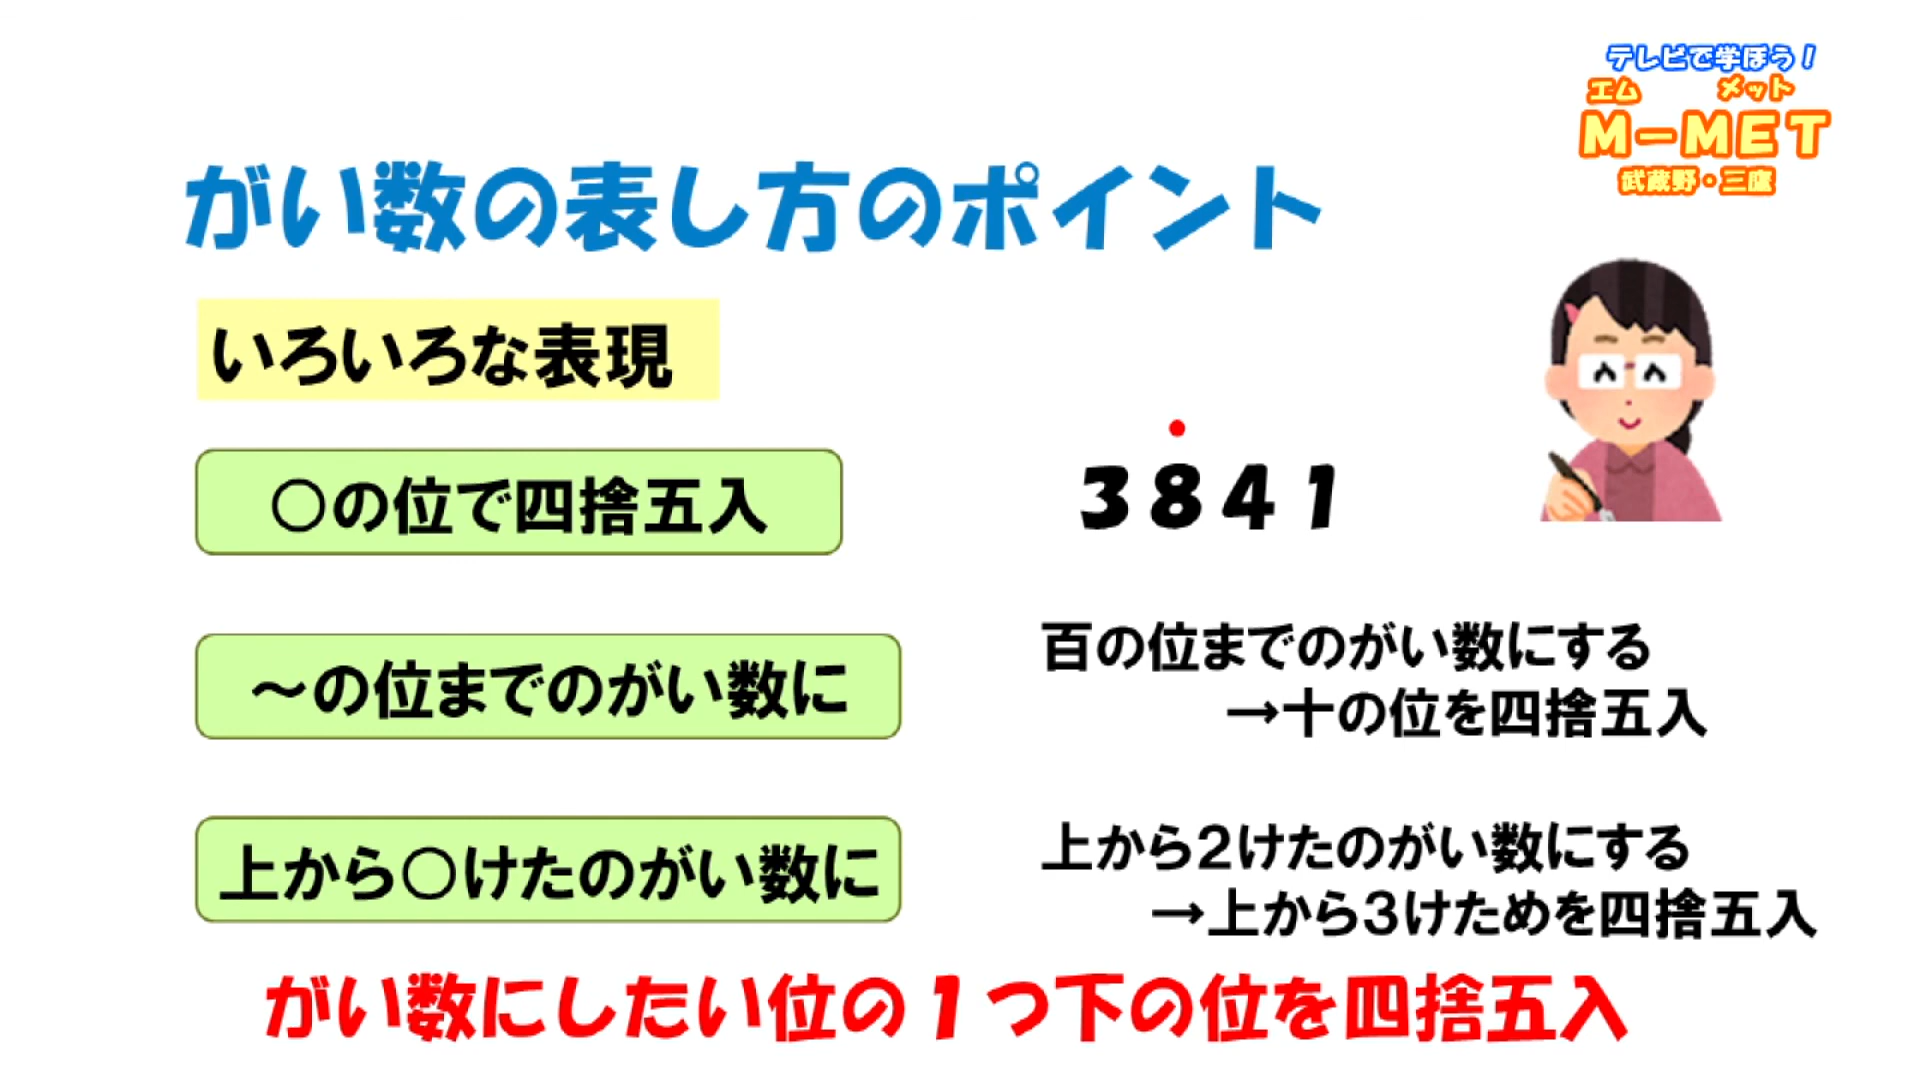 テレビで学ぼう!
エム メット
M-MET
武蔵野・三鷹
がい数の表し方のポイント
いろいろな表現
○の位で四捨五入
3841
~の位までのがい数に
百の位までのがい数にする
→十の位を四捨五入
上から○けたのがい数に
上から2けたのがい数にする
→上から3けためを四捨五入
がい数にしたい位の1つ下の位を四捨五入